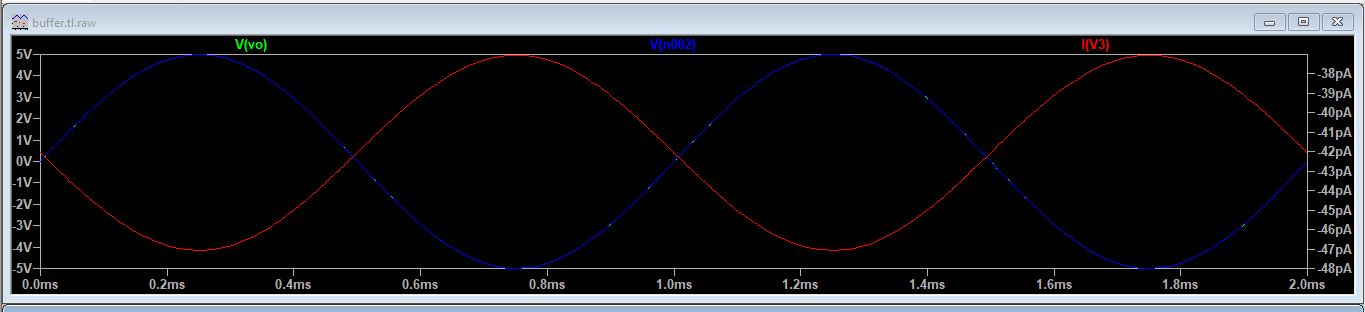 buffer.tl.raw
V(vo) V(n002) I(V3)
5V
4V -38pA
3V -39pA
2V -40pA
1V -41pA
0V -42pA
-1V -43pA
-2V -44pA
-3V -45pA
-4V -46pA
-47pA
-5V -48pA
0.0ms 0.2ms 0.4ms 0.6ms 0.8ms 1.0ms 1.2ms 1.4ms 1.6ms 1.8ms 2.0ms